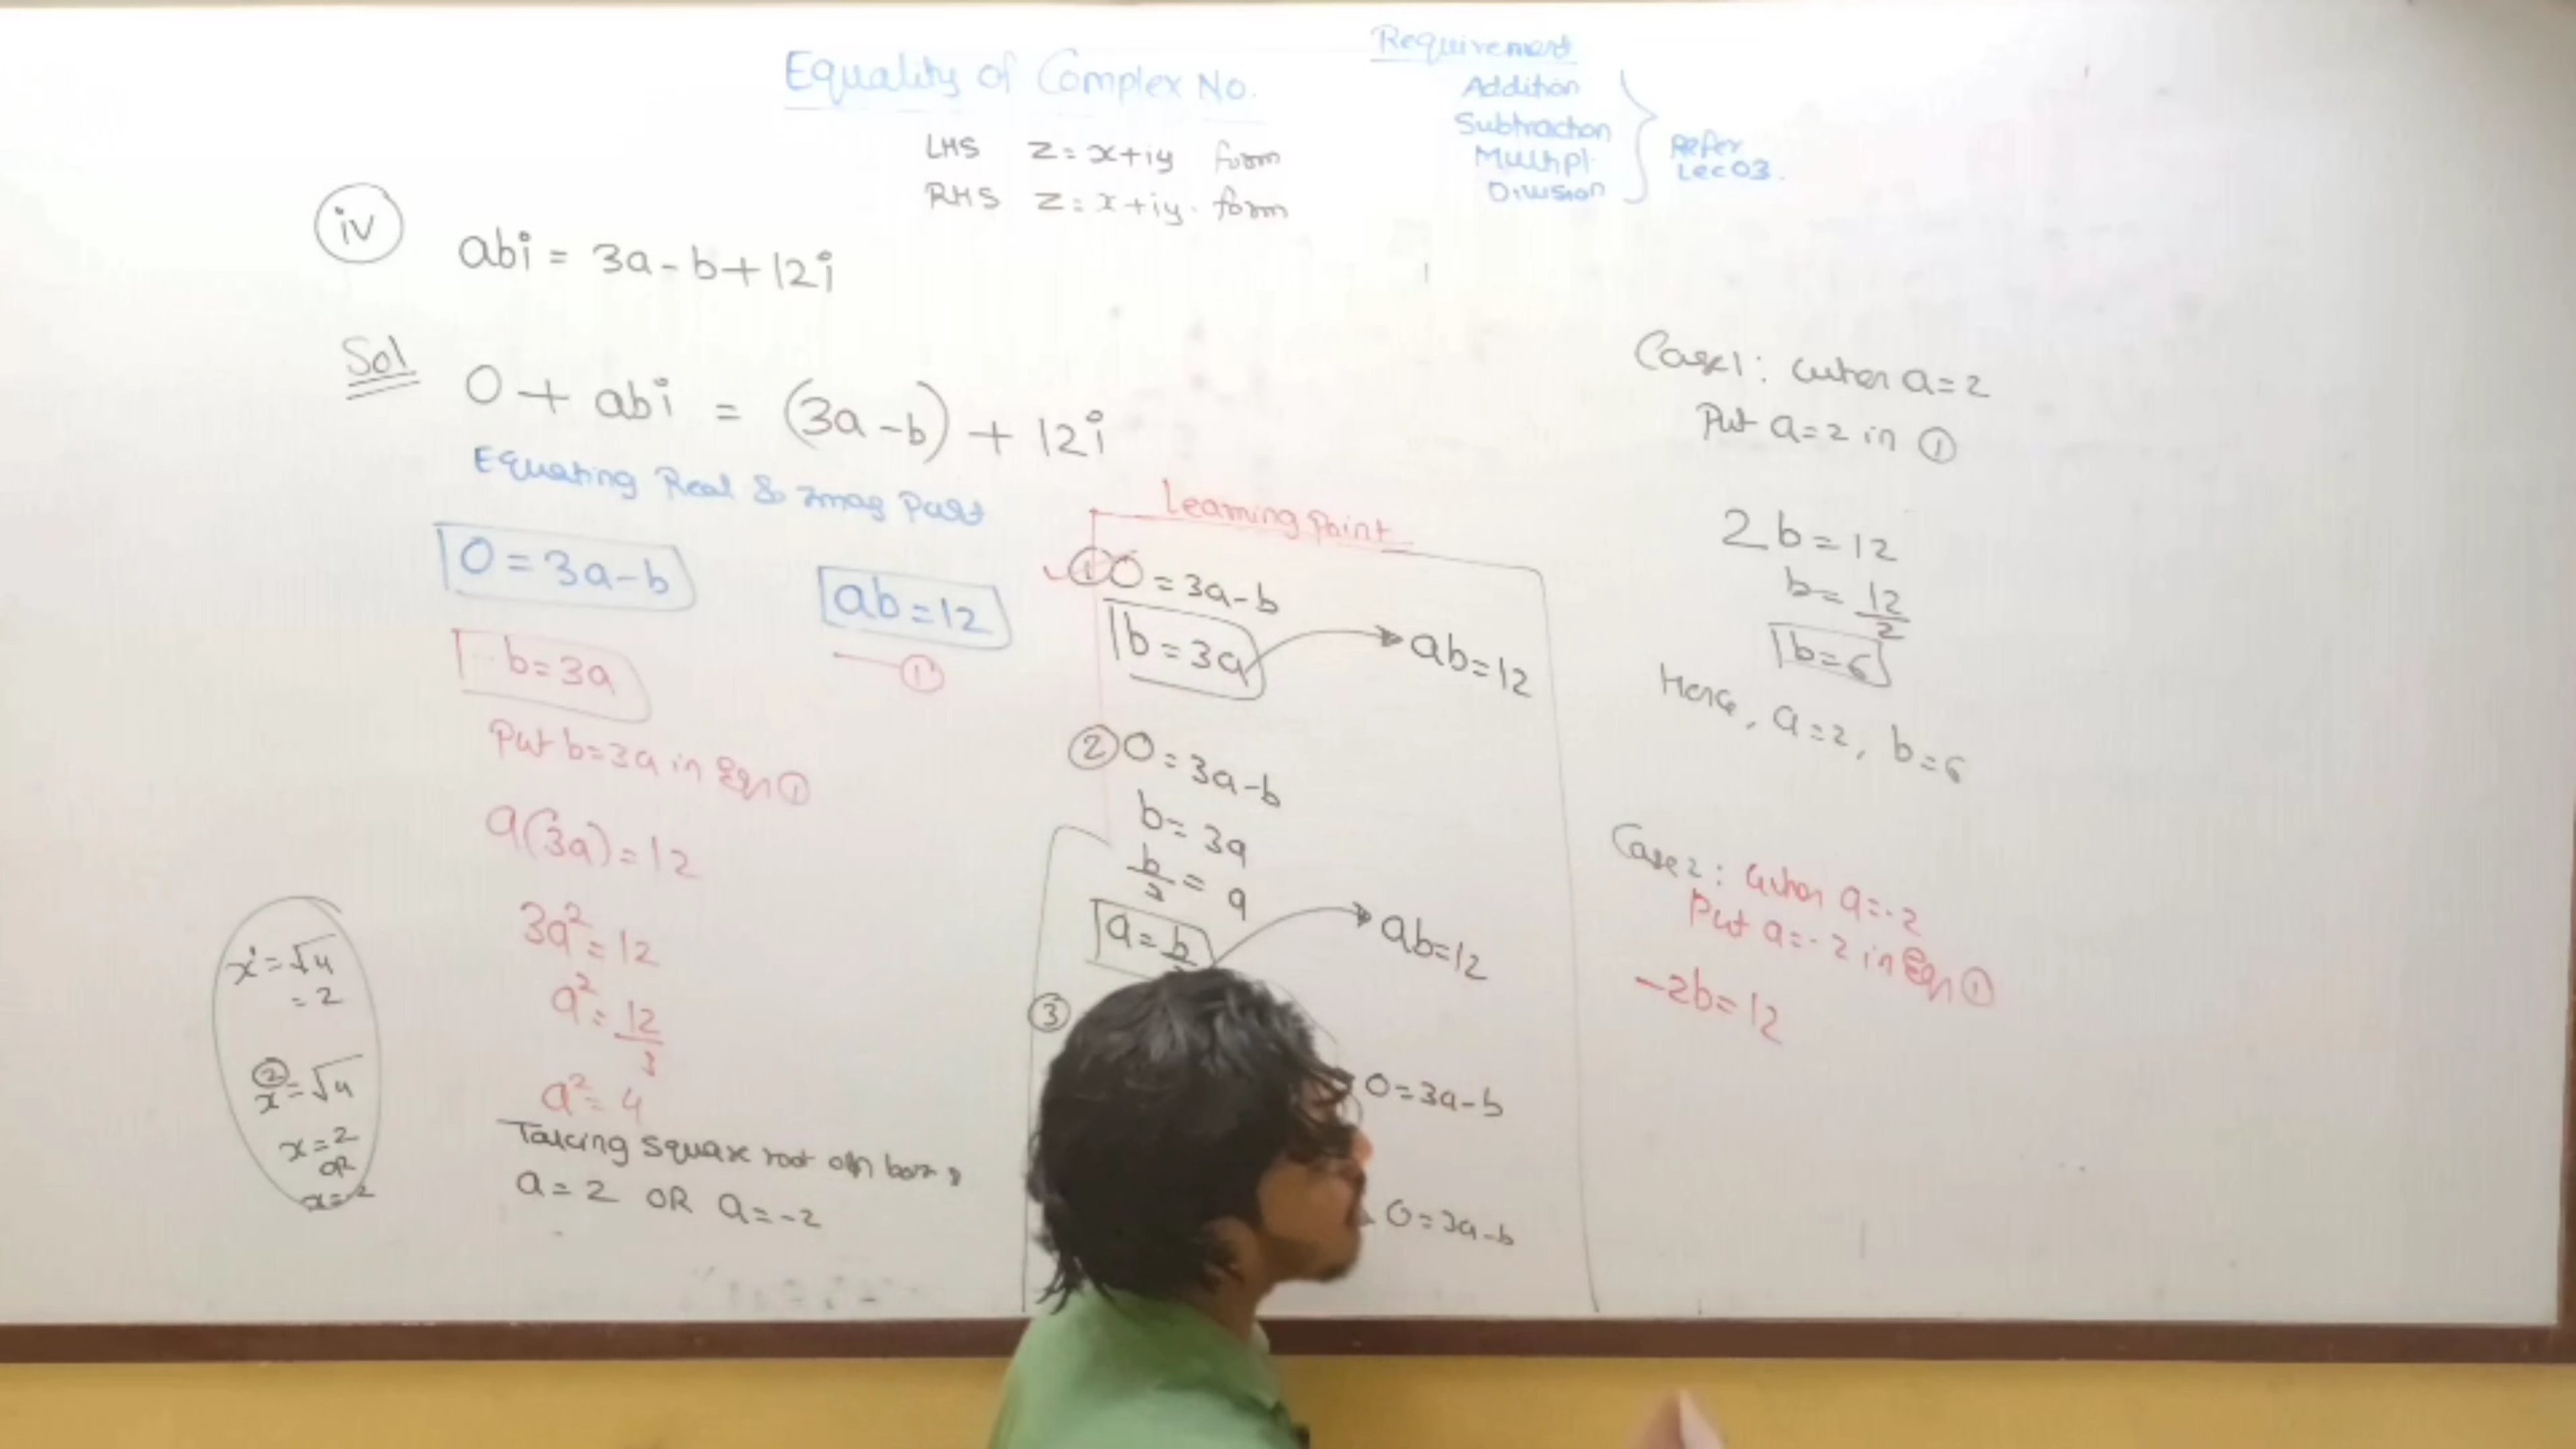 Equality of Complex No.
LHS z = x+iy form
RHS z = x+iy. form
Requirement
Addition
Subtraction
Multipl.
Division
Refer
Lec 03.
iv
abi = 3a-b+12i
Sol
0 + abi = (3a-b) + 12i
Equating Real & Imag Part
0 = 3a-b
ab = 12
b = 3a
1
Put b=3a in Eqn 1
a(3a) = 12
3a² = 12
a² = 12/3
a² = 4
Taking square root on
a = 2 OR a = -2
x = √4
= 2
= √4
x = 2
OR
x = -2
Learning Point
1 0 = 3a-b
b = 3a
ab = 12
2 0 = 3a-b
b = 3a
b/3 = a
a = b
ab = 12
3
0 = 3a-b
0 = 3a-b
Case 1: when a = 2
Put a = 2 in 1
2b = 12
b = 12/2
b = 6
Hence, a = 2, b = 6
Case 2: when a = -2
Put a = -2 in Eqn 1
-2b = 12